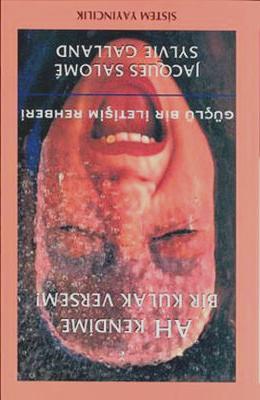 AH KENDİME
BİR KULAK VERSEM!
GÜÇLÜ BİR İLETİŞİM REHBERİ
JACQUES SALOMÉ
SYLVIE GALLAND
SİSTEM YAYINCILIK